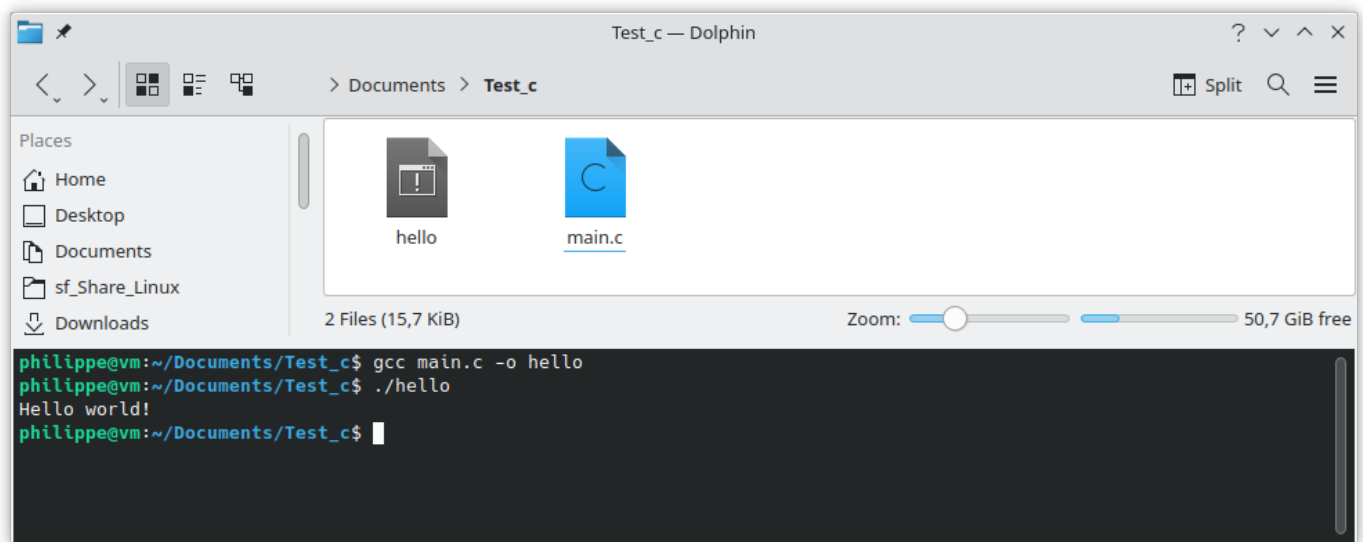 Test_c — Dolphin
> Documents > Test_c
Split
Places
Home
Desktop
Documents
sf_Share_Linux
Downloads
hello
main.c
2 Files (15,7 KiB)
Zoom:
50,7 GiB free
philippe@vm:~/Documents/Test_c$ gcc main.c -o hello
philippe@vm:~/Documents/Test_c$ ./hello
Hello world!
philippe@vm:~/Documents/Test_c$